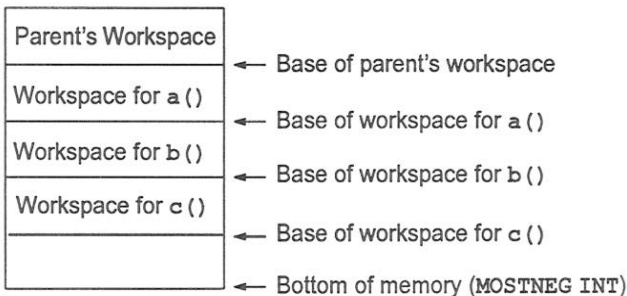 Parent's Workspace
Base of parent's workspace
Workspace for a()
Base of workspace for a()
Workspace for b()
Base of workspace for b()
Workspace for c()
Base of workspace for c()
Bottom of memory (MOSTNEG INT)